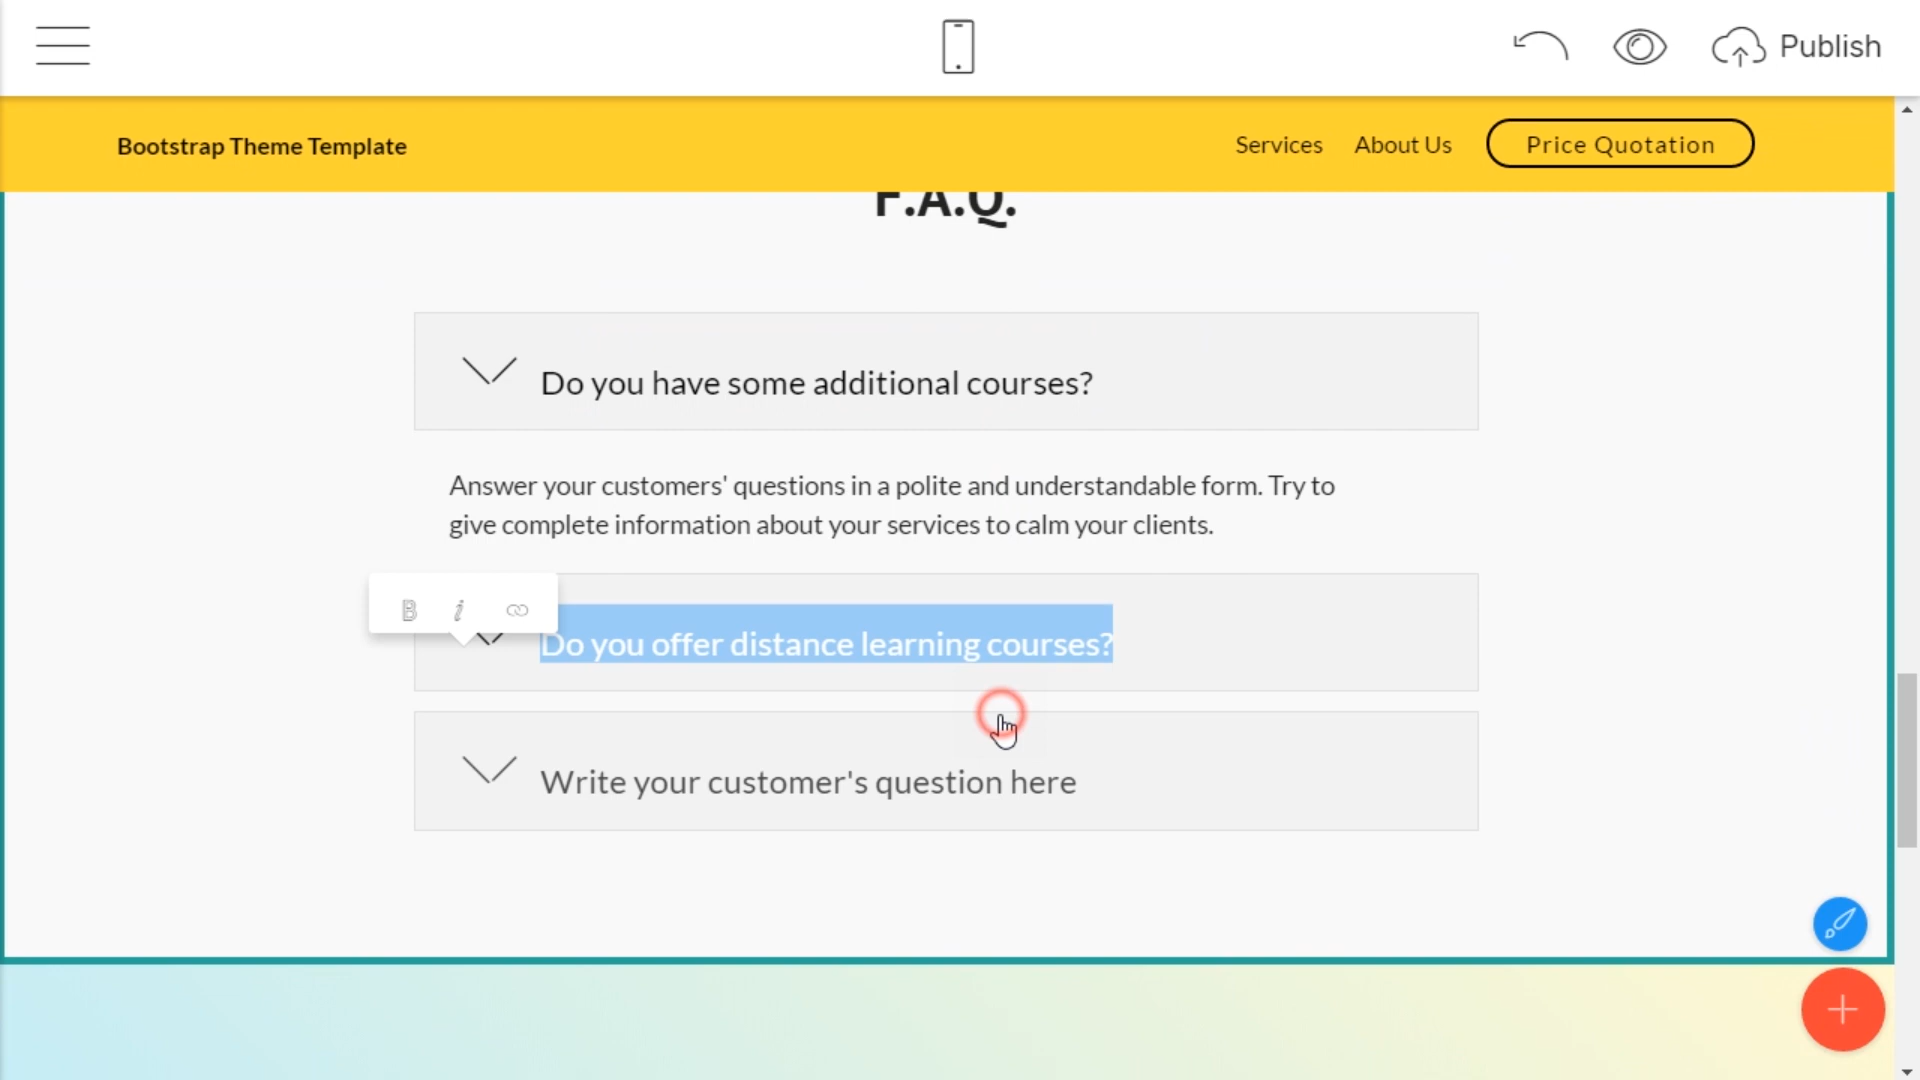 Publish
Bootstrap Theme Template
Services
About Us
Price Quotation
F.A.Q.
Do you have some additional courses?
Answer your customers' questions in a polite and understandable form. Try to
give complete information about your services to calm your clients.
B i
Do you offer distance learning courses?
Write your customer's question here